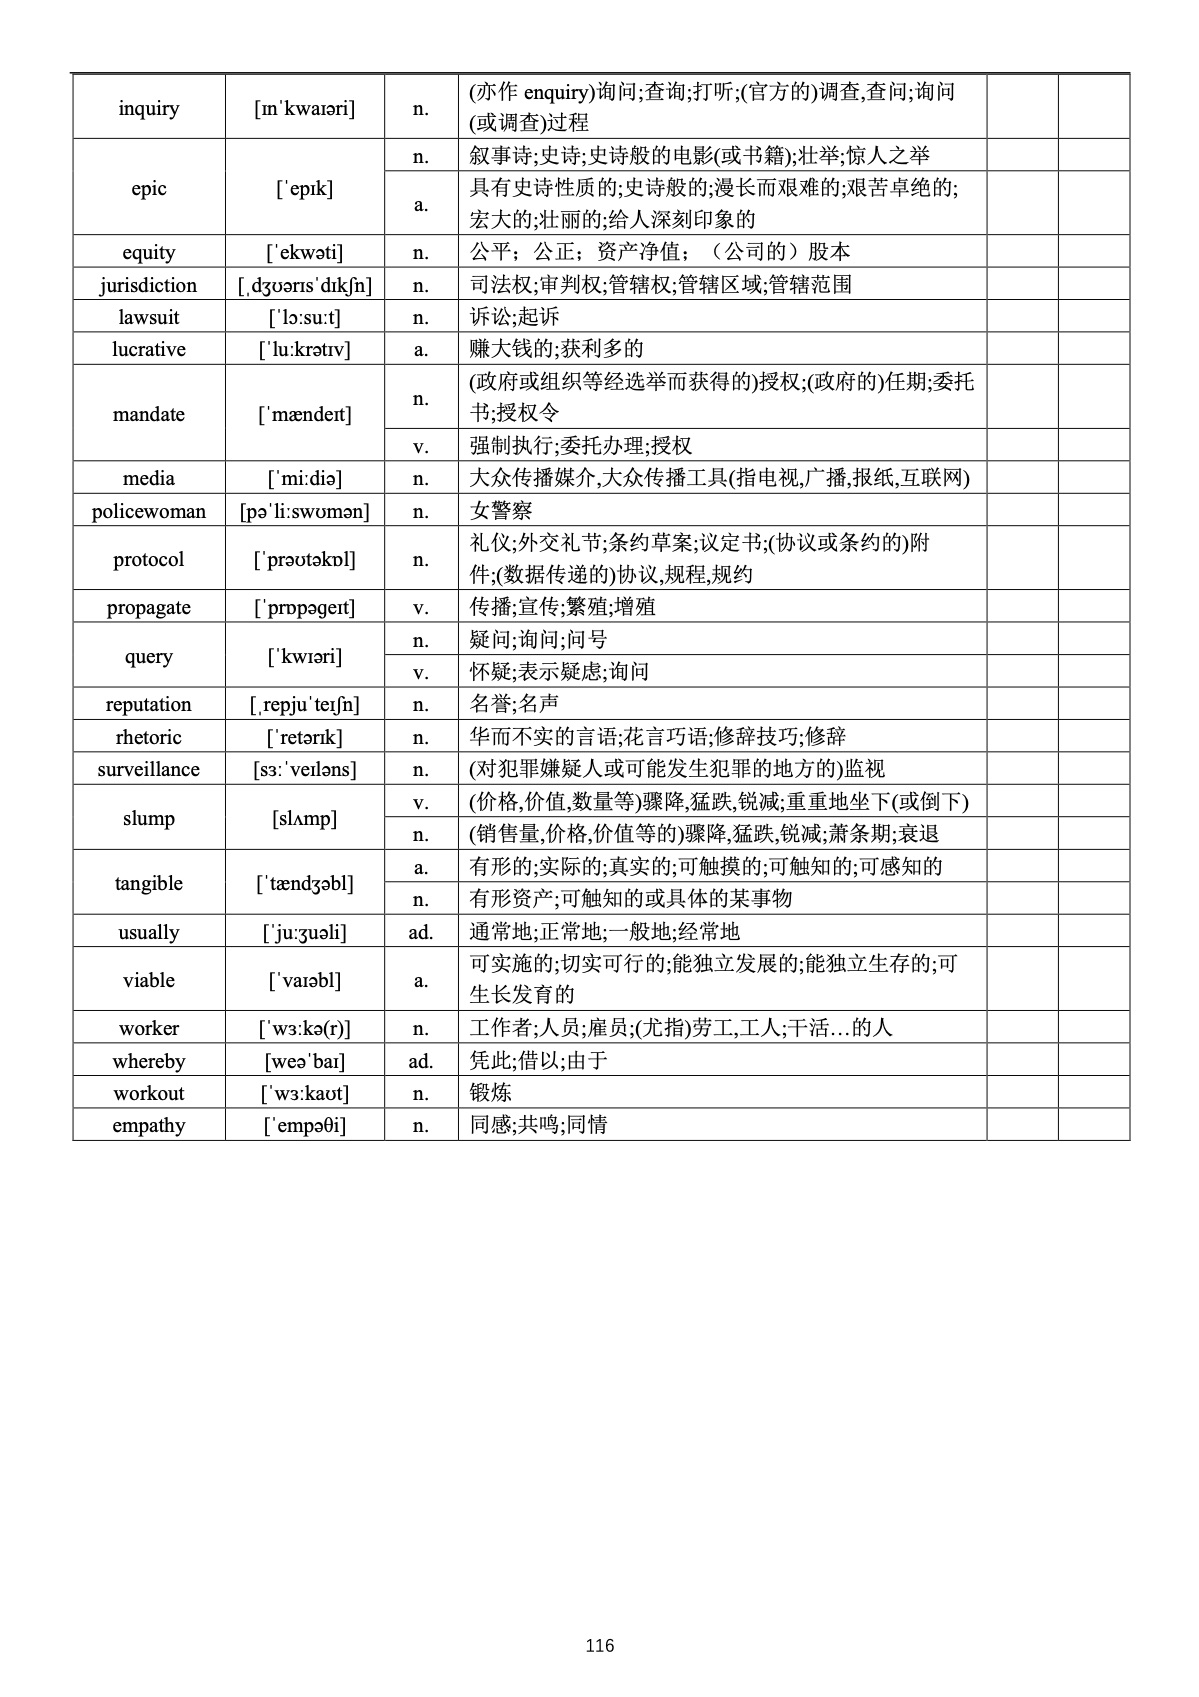 inquiry [ɪnˈkwaɪəri] n. (亦作 enquiry)询问;查询;打听;(官方的)调查,查问;询问
(或调查)过程
epic [ˈepɪk] n. 叙事诗;史诗;史诗般的电影(或书籍);壮举;惊人之举
a. 具有史诗性质的;史诗般的;漫长而艰难的;艰苦卓绝的;
宏大的;壮丽的;给人深刻印象的
equity [ˈekwəti] n. 公平；公正；资产净值；（公司的）股本
jurisdiction [ˌdʒʊərɪsˈdɪkʃn] n. 司法权;审判权;管辖权;管辖区域;管辖范围
lawsuit [ˈlɔːsuːt] n. 诉讼;起诉
lucrative [ˈluːkrətɪv] a. 赚大钱的;获利多的
mandate [ˈmændeɪt] n. (政府或组织等经选举而获得的)授权;(政府的)任期;委托
书;授权令
v. 强制执行;委托办理;授权
media [ˈmiːdiə] n. 大众传播媒介,大众传播工具(指电视,广播,报纸,互联网)
policewoman [pəˈliːswʊmən] n. 女警察
protocol [ˈprəʊtəkɒl] n. 礼仪;外交礼节;条约草案;议定书;(协议或条约的)附
件;(数据传递的)协议,规程,规约
propagate [ˈprɒpəɡeɪt] v. 传播;宣传;繁殖;增殖
query [ˈkwɪəri] n. 疑问;询问;问号
v. 怀疑;表示疑虑;询问
reputation [ˌrepjuˈteɪʃn] n. 名誉;名声
rhetoric [ˈretərɪk] n. 华而不实的言语;花言巧语;修辞技巧;修辞
surveillance [sɜːˈveɪləns] n. (对犯罪嫌疑人或可能发生犯罪的地方的)监视
slump [slʌmp] v. (价格,价值,数量等)骤降,猛跌,锐减;重重地坐下(或倒下)
n. (销售量,价格,价值等的)骤降,猛跌,锐减;萧条期;衰退
tangible [ˈtændʒəbl] a. 有形的;实际的;真实的;可触摸的;可触知的;可感知的
n. 有形资产;可触知的或具体的某事物
usually [ˈjuːʒuəli] ad. 通常地;正常地;一般地;经常地
viable [ˈvaɪəbl] a. 可实施的;切实可行的;能独立发展的;能独立生存的;可
生长发育的
worker [ˈwɜːkə(r)] n. 工作者;人员;雇员;(尤指)劳工,工人;干活…的人
whereby [weəˈbaɪ] ad. 凭此;借以;由于
workout [ˈwɜːkaʊt] n. 锻炼
empathy [ˈempəθi] n. 同感;共鸣;同情
116